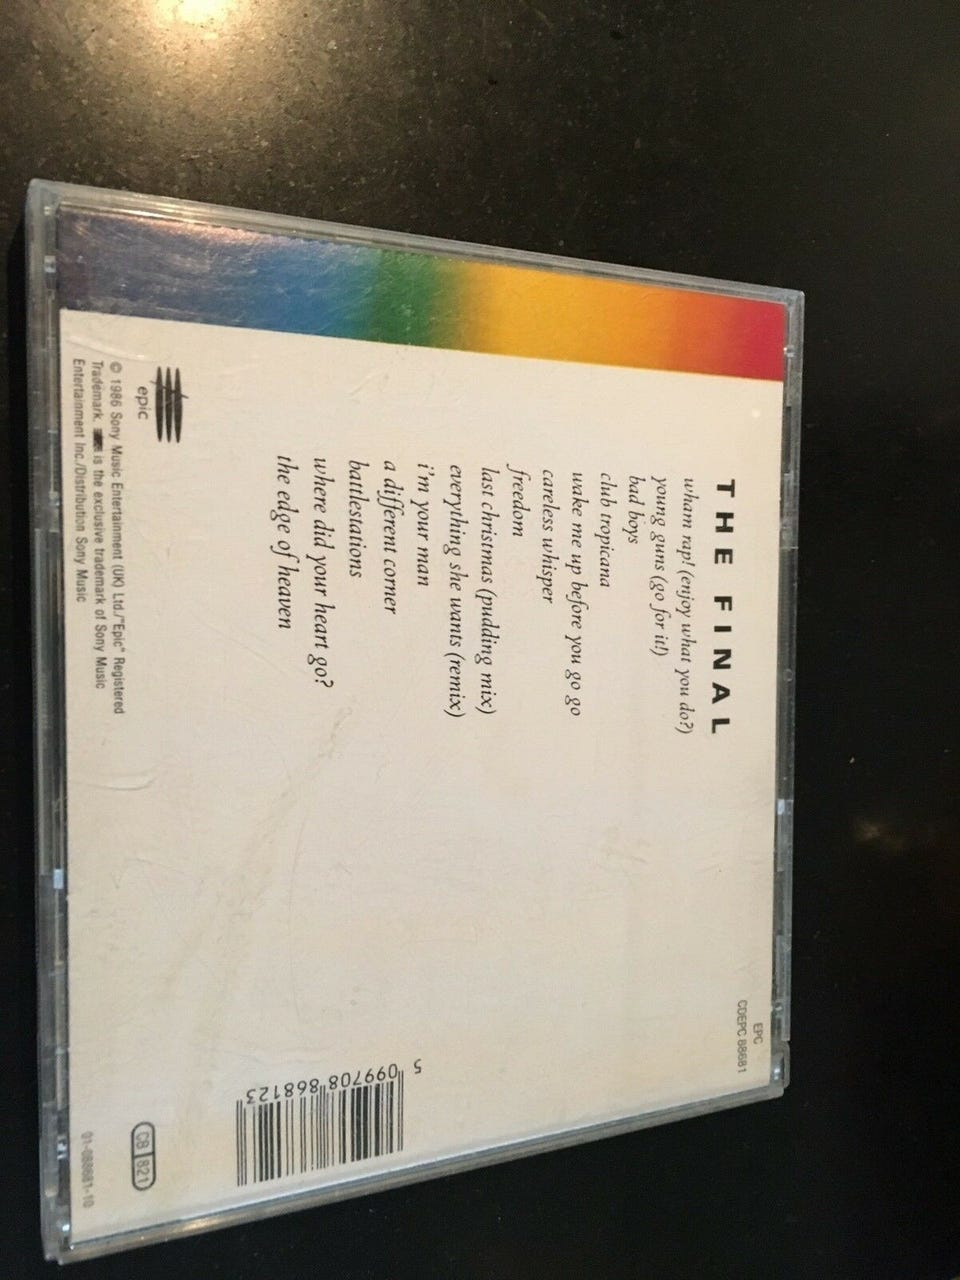 THE FINAL
wham rap! (enjoy what you do?)
young guns (go for it!)
bad boys
club tropicana
wake me up before you go go
careless whisper
freedom
last christmas (pudding mix)
everything she wants (remix)
i'm your man
a different corner
battlestations
where did your heart go?
the edge of heaven
epic
© 1986 Sony Music Entertainment (UK) Ltd./"Epic" Registered
Trademark. is the exclusive trademark of Sony Music
Entertainment Inc./Distribution Sony Music
EPC
CDEPC 88681
5 099708 868123
CB 821
01-088681-10